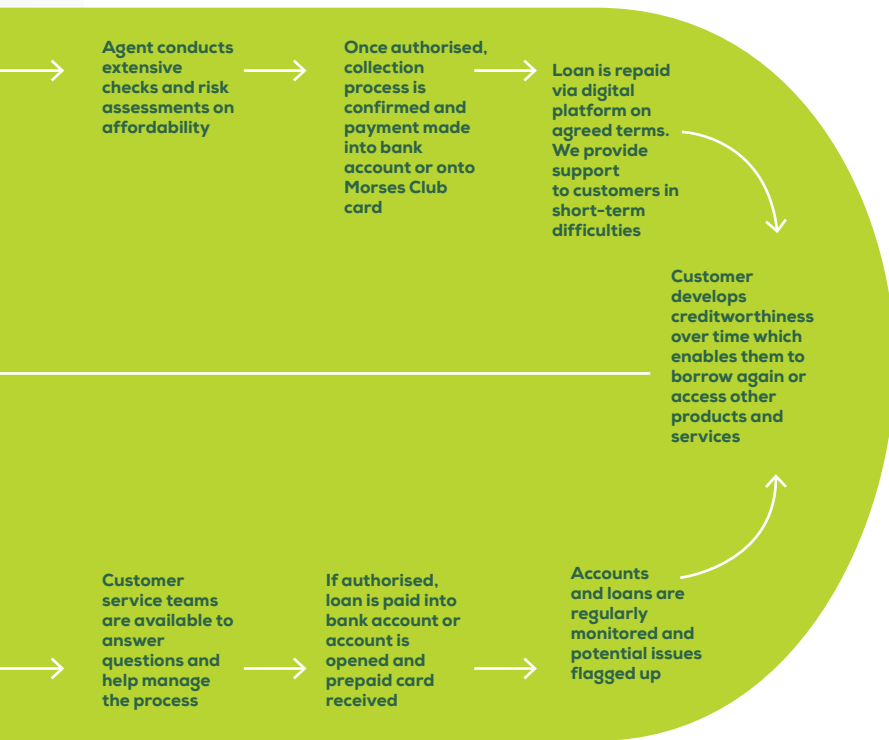 Agent conducts
extensive
checks and risk
assessments on
affordability
Once authorised,
collection
process is
confirmed and
payment made
into bank
account or onto
Morses Club
card
Loan is repaid
via digital
platform on
agreed terms.
We provide
support
to customers in
short-term
difficulties
Customer
develops
creditworthiness
over time which
enables them to
borrow again or
access other
products and
services
Customer
service teams
are available to
answer
questions and
help manage
the process
If authorised,
loan is paid into
bank account or
account is
opened and
prepaid card
received
Accounts
and loans are
regularly
monitored and
potential issues
flagged up